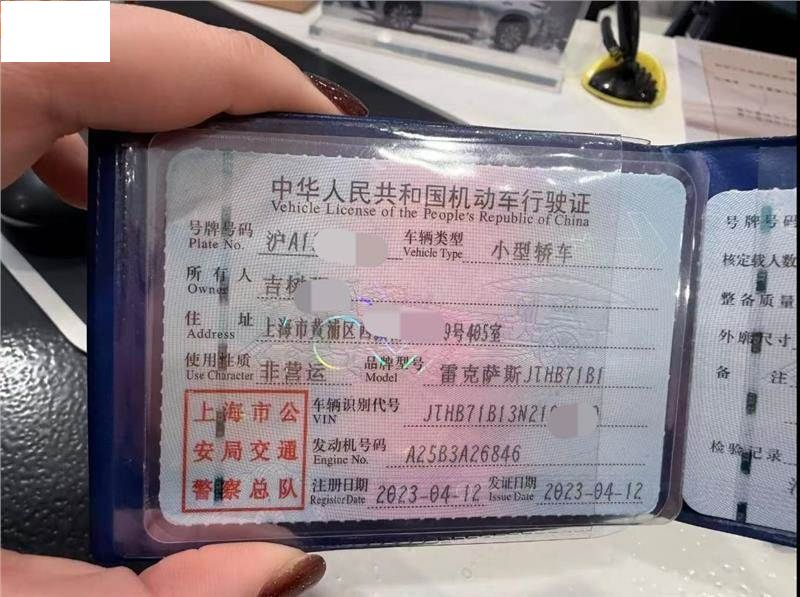 中华人民共和国机动车行驶证
Vehicle License of the People's Republic of China
号牌号码 沪A 车辆类型 小型轿车
Plate No. Vehicle Type
所有人 吉树
Owner
住址 上海市黄浦区西 9号405室
Address
使用性质 非营运 品牌型号 雷克萨斯JTHB71B1
Use Character Model
上海市公 车辆识别代号 JTHB71B13N21
VIN
安局交通 发动机号码 A25B3A26846
Engine No.
警察总队 注册日期 2023-04-12 发证日期 2023-04-12
Register Date Issue Date
号牌号
核定载人数
整备质量
外廓尺寸
备注
检验记录